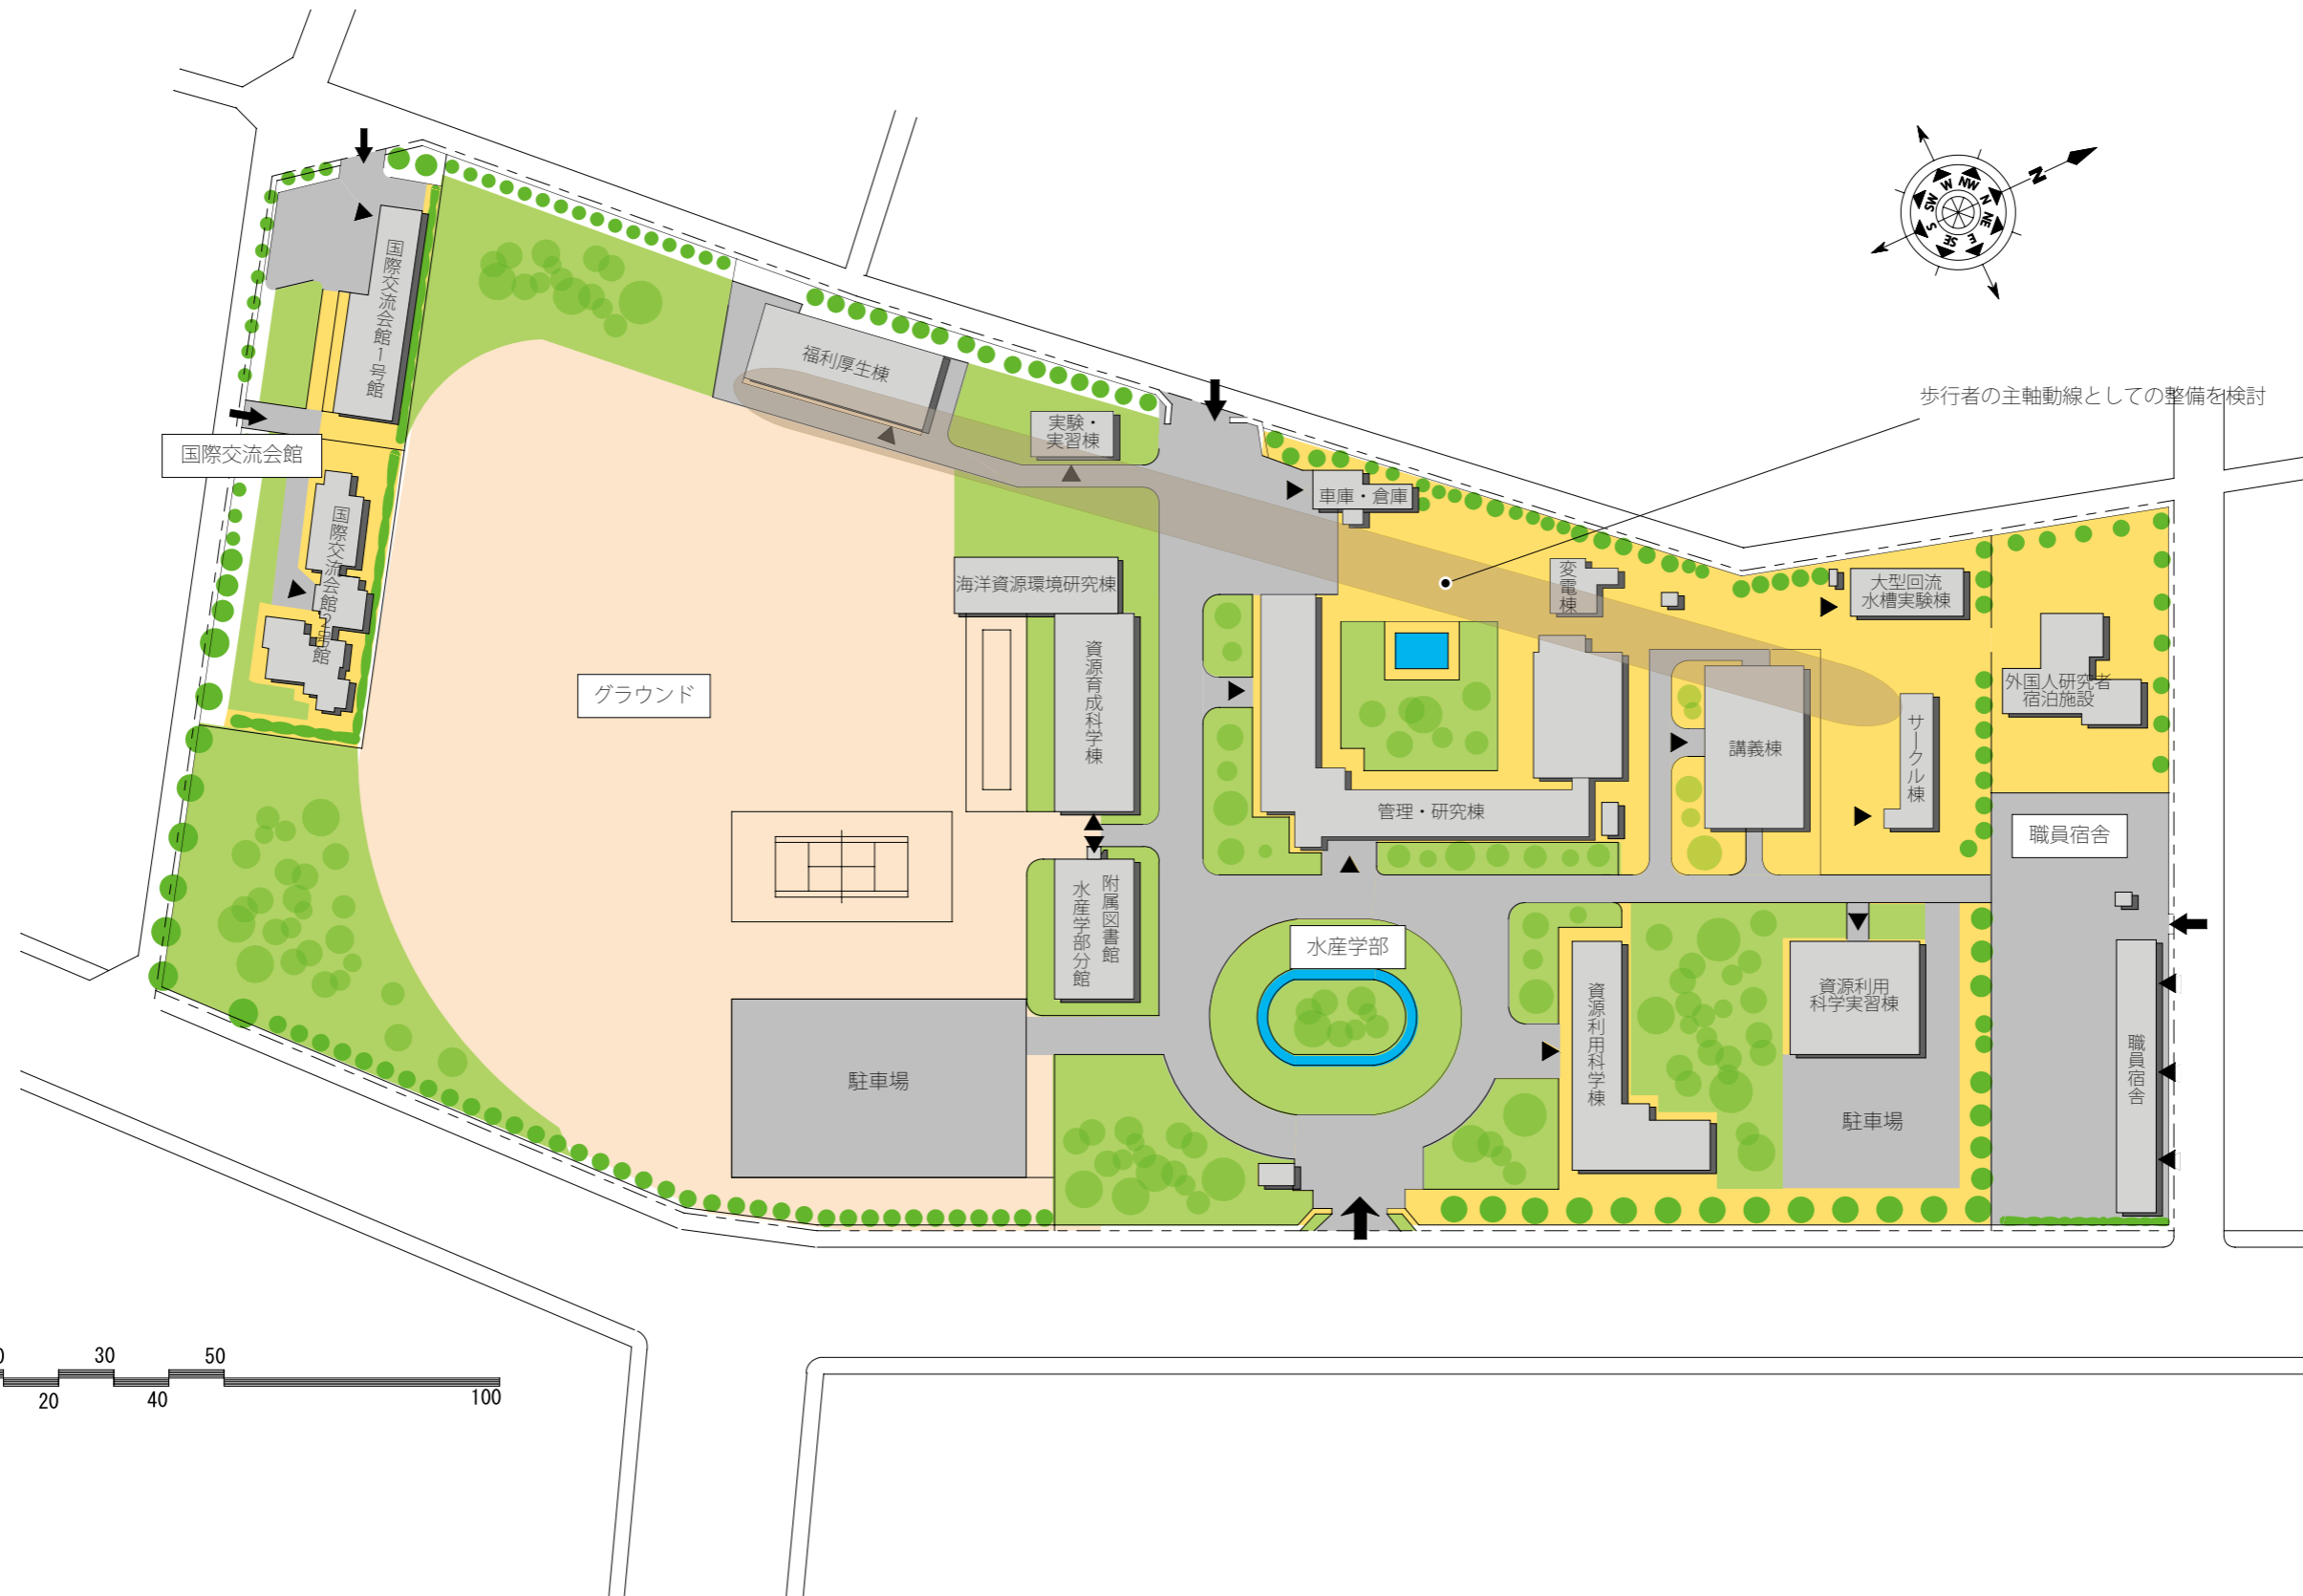 N
NW
N
NE
E
SE
S
SW
W
歩行者の主軸動線としての整備を検討
国際交流会館1号館
福利厚生棟
実験・
実習棟
国際交流会館
車庫・倉庫
国際交流会館2号館
海洋資源環境研究棟
変電棟
大型回流
水槽実験棟
資源育成科学棟
グラウンド
外国人研究者
宿泊施設
サークル棟
講義棟
管理・研究棟
職員宿舎
附属図書館
水産学部分館
水産学部
資源利用科学棟
資源利用
科学実習棟
駐車場
職員宿舎
駐車場
0
30
50
20
40
100